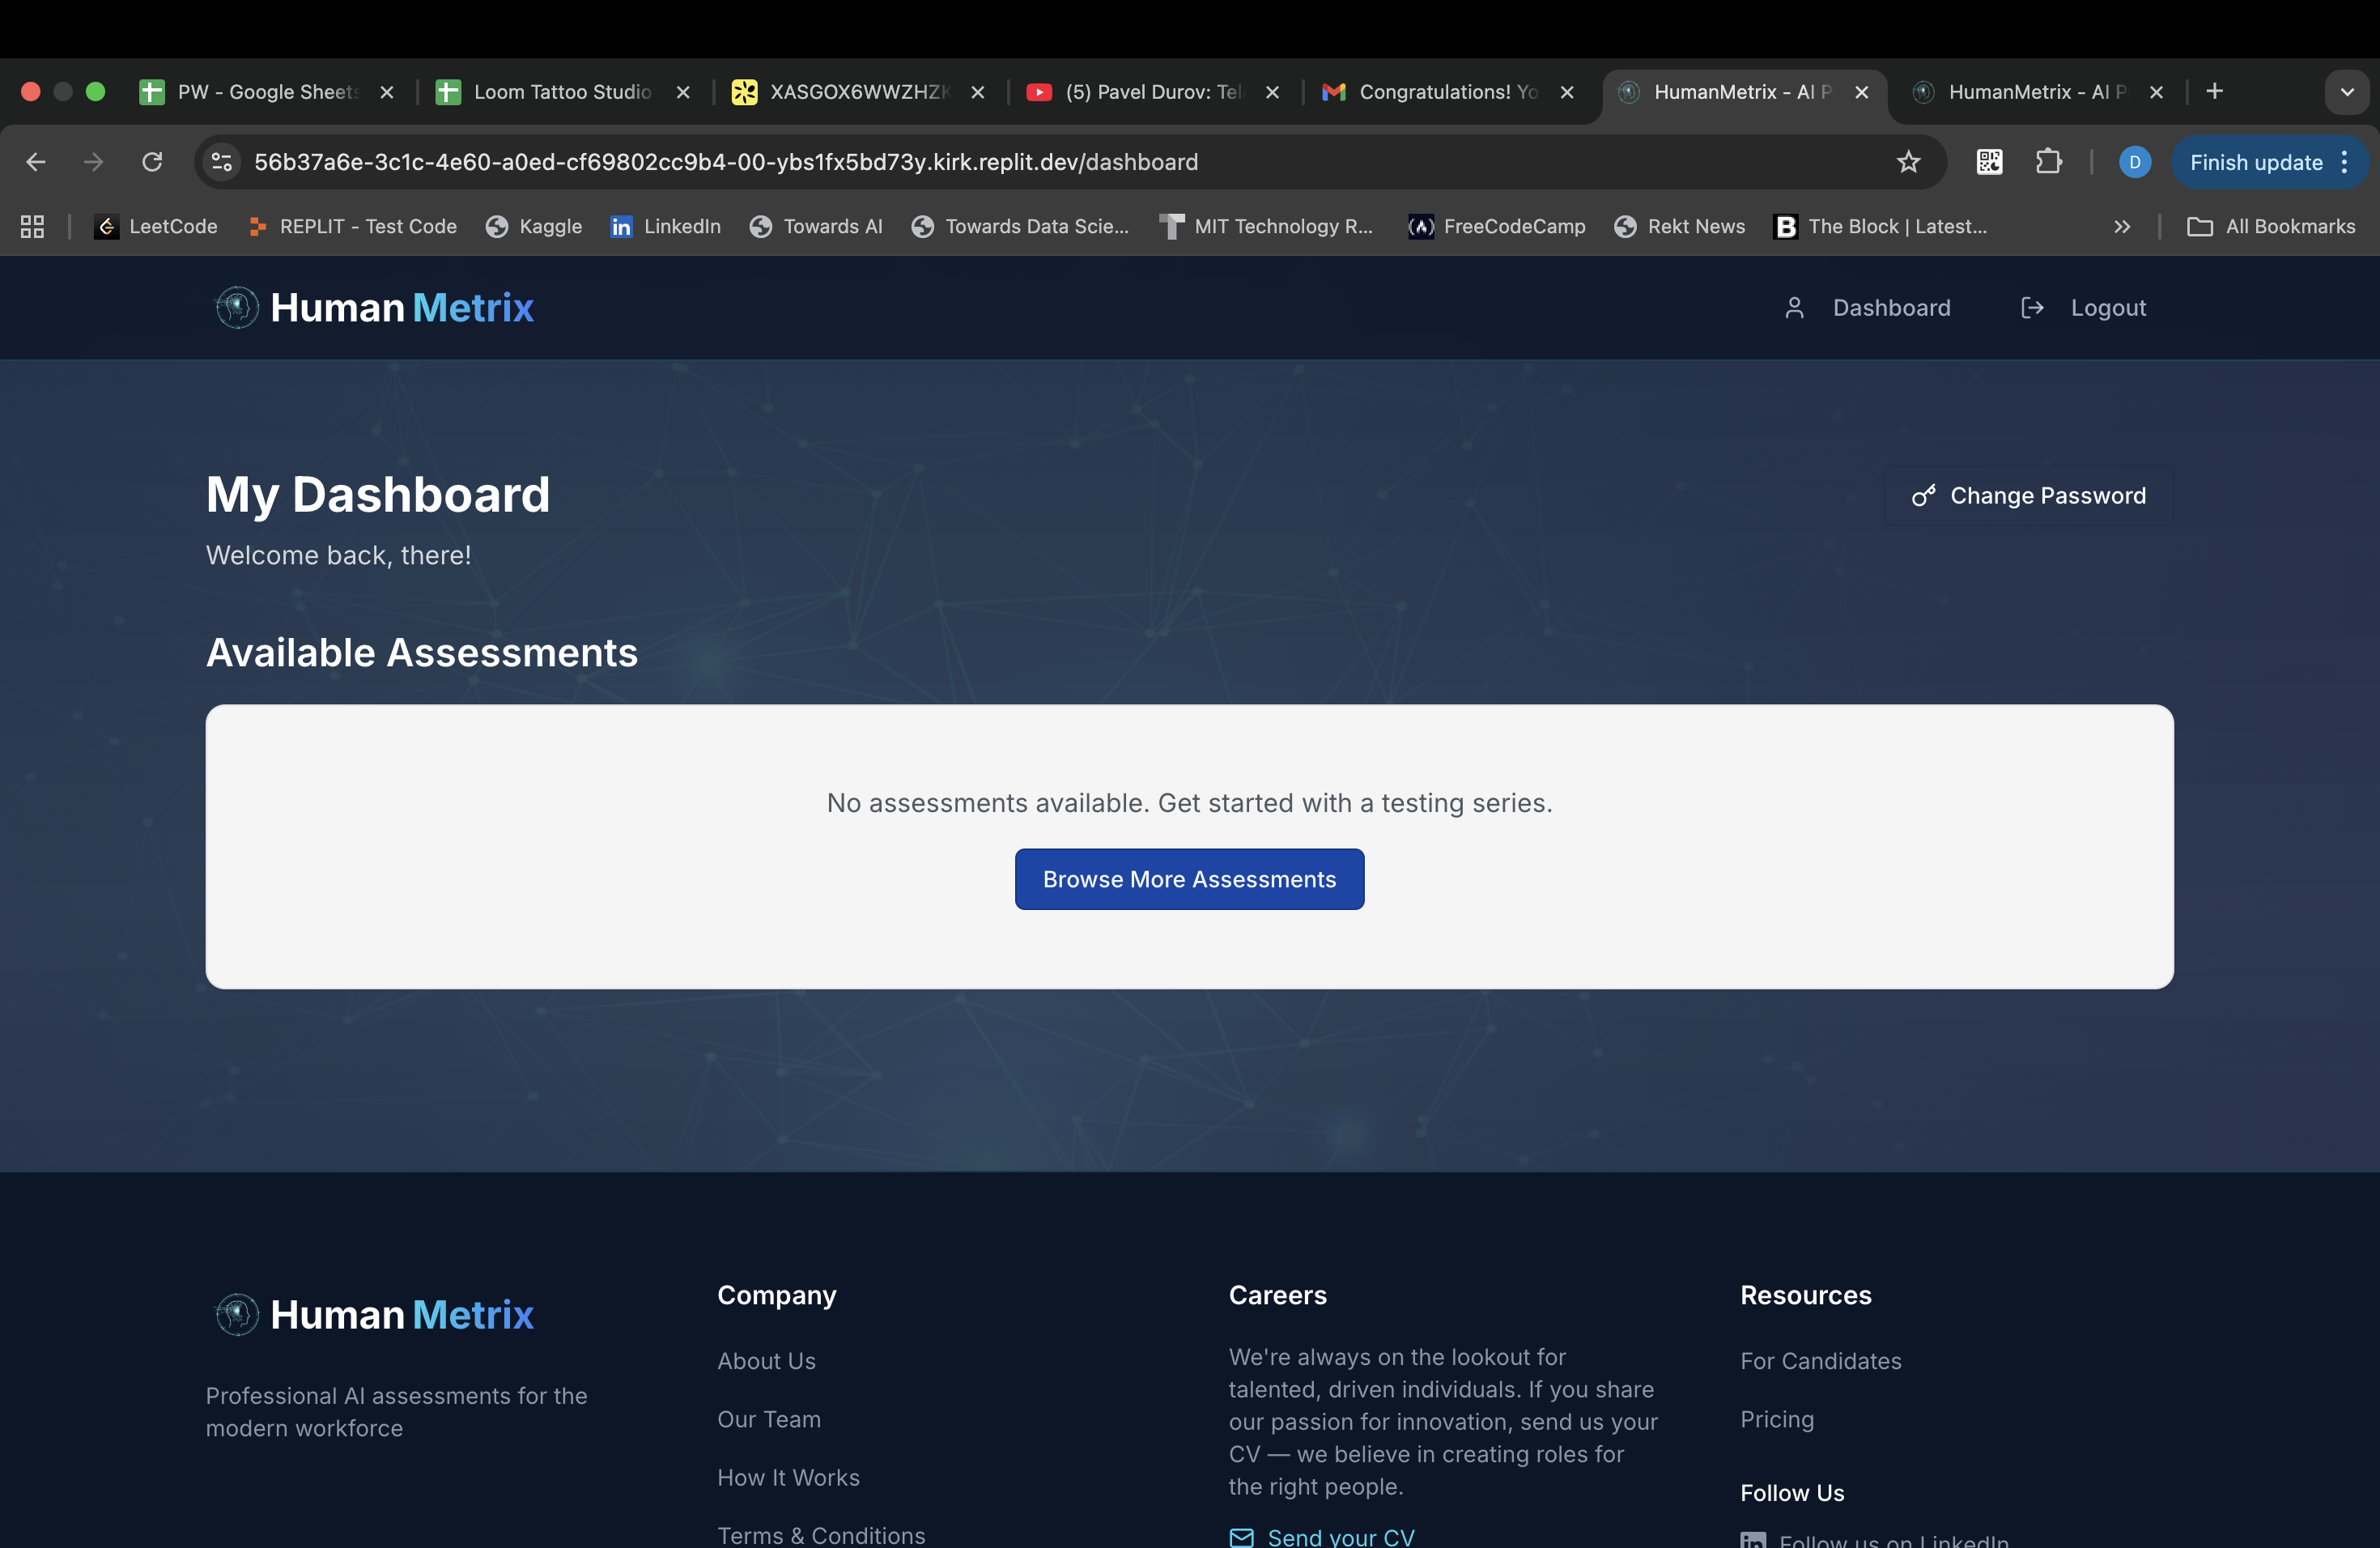 PW - Google Sheets
Loom Tattoo Studio
XASGOX6WWZHZK
(5) Pavel Durov: Tel
Congratulations! Yo
HumanMetrix - AI P
HumanMetrix - AI P
56b37a6e-3c1c-4e60-a0ed-cf69802cc9b4-00-ybs1fx5bd73y.kirk.replit.dev/dashboard
D
Finish update
LeetCode
REPLIT - Test Code
Kaggle
LinkedIn
Towards AI
Towards Data Scie...
MIT Technology R...
FreeCodeCamp
Rekt News
The Block | Latest...
All Bookmarks
Human Metrix
Dashboard
Logout
My Dashboard
Change Password
Welcome back, there!
Available Assessments
No assessments available. Get started with a testing series.
Browse More Assessments
Human Metrix
Professional AI assessments for the
modern workforce
Company
About Us
Our Team
How It Works
Terms & Conditions
Careers
We're always on the lookout for
talented, driven individuals. If you share
our passion for innovation, send us your
CV — we believe in creating roles for
the right people.
Send your CV
Resources
For Candidates
Pricing
Follow Us
Follow us on LinkedIn